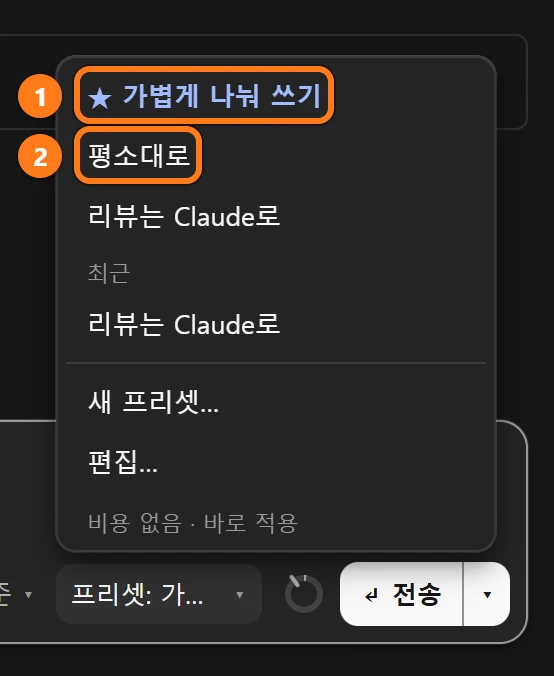 1 ★ 가볍게 나눠 쓰기
2 평소대로
리뷰는 Claude로
최근
리뷰는 Claude로
새 프리셋...
편집...
비용 없음 · 바로 적용
준 ▾ 프리셋: 가... ▾ ↵ 전송 ▾